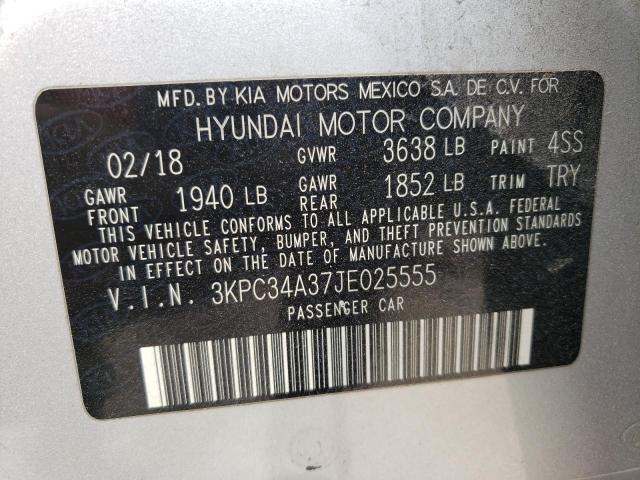 MFD. BY KIA MOTORS MEXICO S.A. DE C.V. FOR
HYUNDAI MOTOR COMPANY
02/18 GVWR 3638 LB PAINT 4SS
GAWR FRONT 1940 LB GAWR REAR 1852 LB TRIM TRY
THIS VEHICLE CONFORMS TO ALL APPLICABLE U.S.A. FEDERAL
MOTOR VEHICLE SAFETY, BUMPER, AND THEFT PREVENTION STANDARDS
IN EFFECT ON THE DATE OF MANUFACTURE SHOWN ABOVE.
V.I.N. 3KPC34A37JE025555
PASSENGER CAR